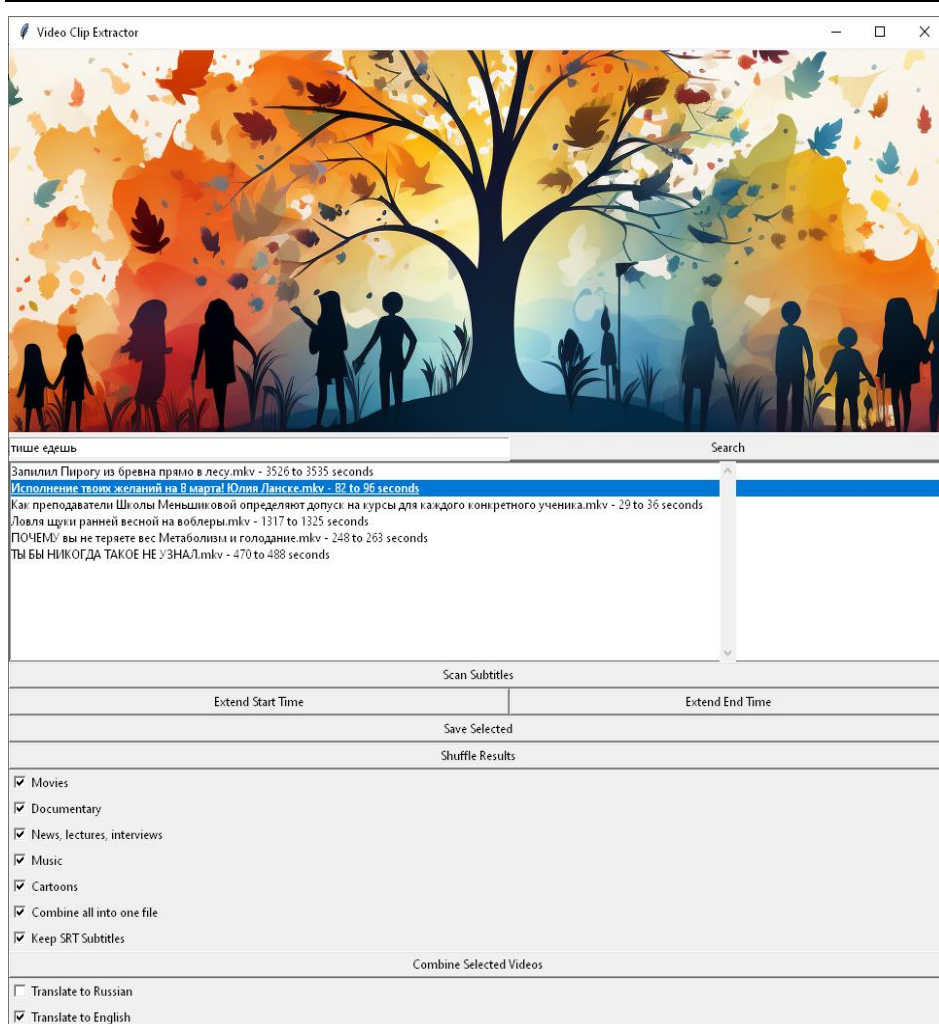 Video Clip Extractor
тише едешь
Search
Запилил Пирогу из бревна прямо в лесу.mkv - 3526 to 3535 seconds
Исполнение твоих желаний на 8 марта! Юлия Ланске.mkv - 82 to 96 seconds
Как преподаватели Школы Меньшиковой определяют допуск на курсы для каждого конкретного ученика.mkv - 29 to 36 seconds
Ловля щуки ранней весной на воблеры.mkv - 1317 to 1325 seconds
ПОЧЕМУ вы не теряете вес Метаболизм и голодание.mkv - 248 to 263 seconds
ТЫ БЫ НИКОГДА ТАКОЕ НЕ УЗНАЛ.mkv - 470 to 488 seconds
Scan Subtitles
Extend Start Time
Extend End Time
Save Selected
Shuffle Results
Movies
Documentary
News, lectures, interviews
Music
Cartoons
Combine all into one file
Keep SRT Subtitles
Combine Selected Videos
Translate to Russian
Translate to English